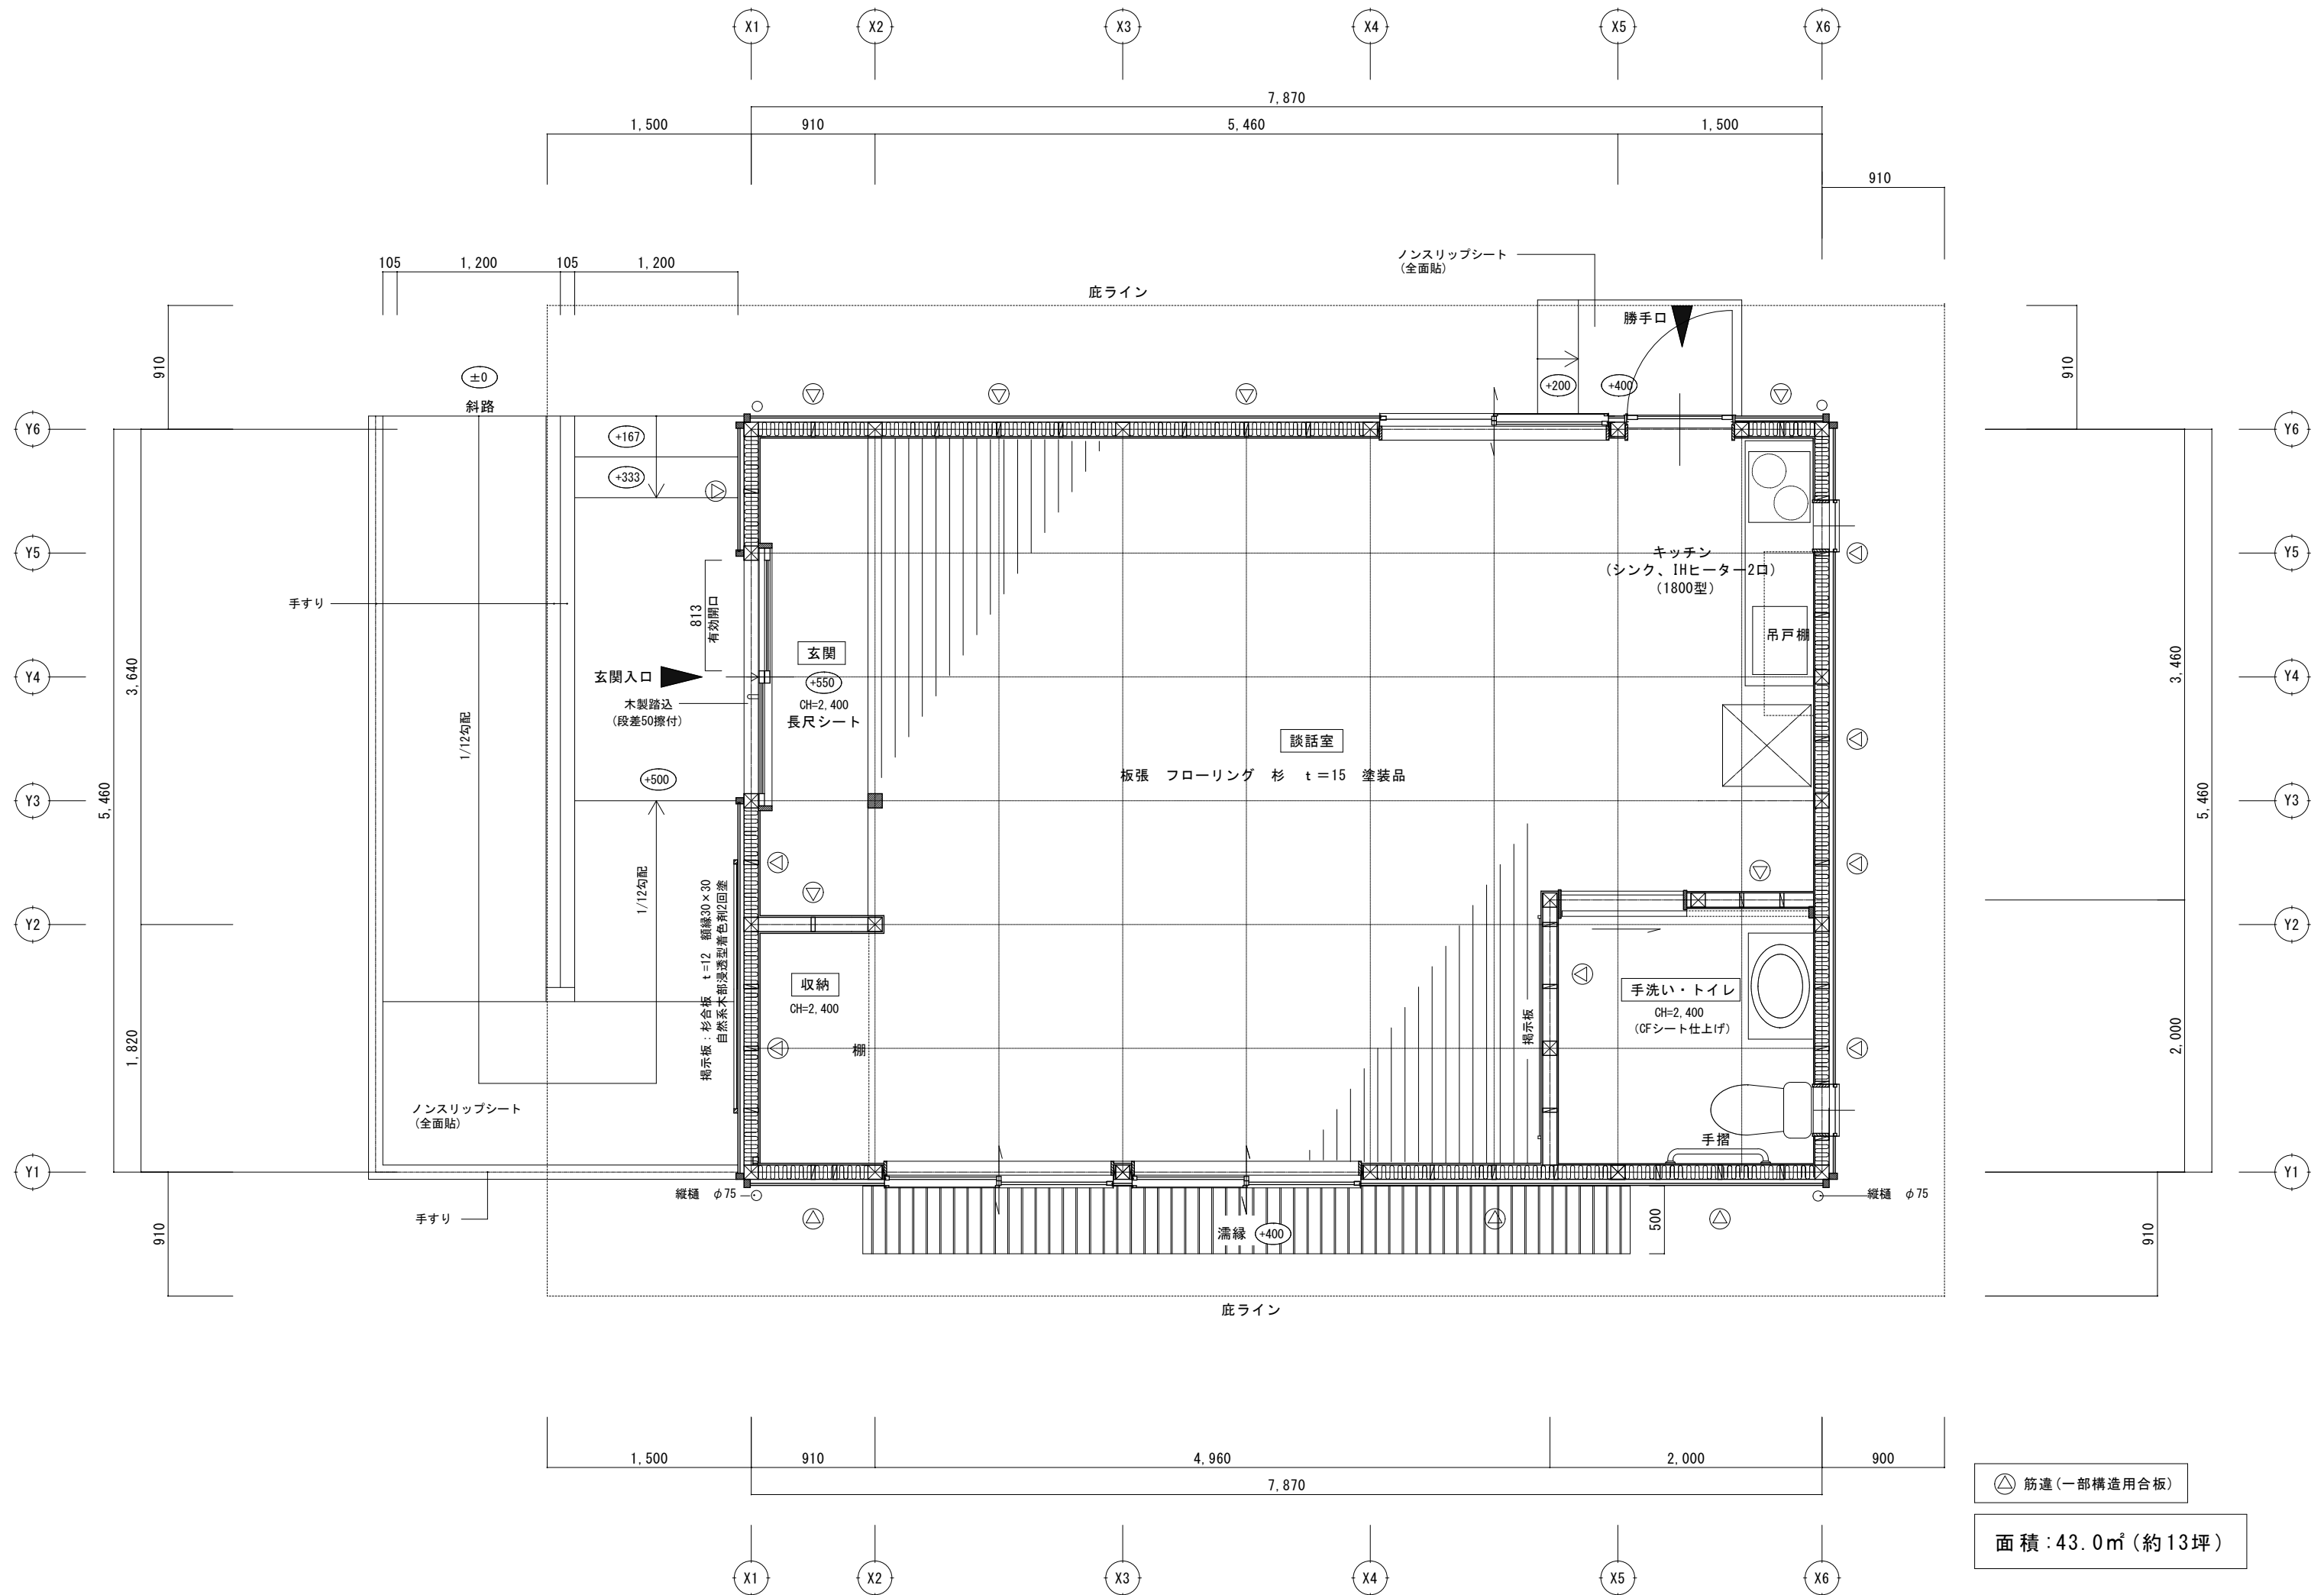 X1 X2 X3 X4 X5 X6
7,870
1,500 910 5,460 1,500
910
105 1,200 105 1,200
ノンスリップシート
(全面貼)
庇ライン
勝手口
910
910
±0
斜路
+200
+400
Y6
+167
Y6
+333
Y5
Y5
キッチン
(シンク、IHヒーター2口)
(1800型)
手すり
813
有効開口
吊戸棚
玄関
3,640
3,460
Y4
玄関入口
+550
Y4
木製踏込
(段差50擦付)
CH=2,400
長尺シート
1/12勾配
談話室
板張 フローリング 杉 t=15 塗装品
+500
5,460
5,460
Y3
Y3
1/12勾配
掲示板:杉合板 t=12 額縁30×30
自然系木部浸透型着色剤2回塗
Y2
Y2
収納
CH=2,400
手洗い・トイレ
CH=2,400
(CFシート仕上げ)
掲示板
棚
1,820
2,000
ノンスリップシート
(全面貼)
手摺
Y1
Y1
縦樋 φ75
縦樋 φ75
手すり
濡縁
+400
500
910
910
庇ライン
1,500 910 4,960 2,000 900
7,870
筋違(一部構造用合板)
面積:43.0㎡(約13坪)
X1 X2 X3 X4 X5 X6